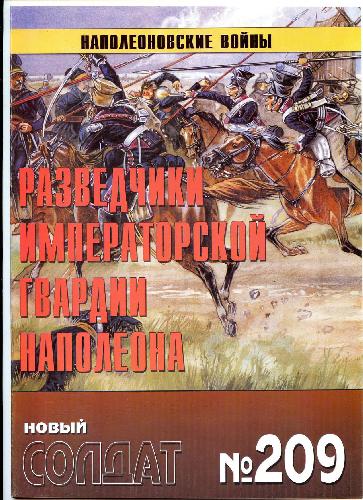 НАПОЛЕОНОВСКИЕ ВОЙНЫ
РАЗВЕДЧИКИ
ИМПЕРАТОРСКОЙ
ГВАРДИИ
НАПОЛЕОНА
НОВЫЙ
СОЛДАТ
№209